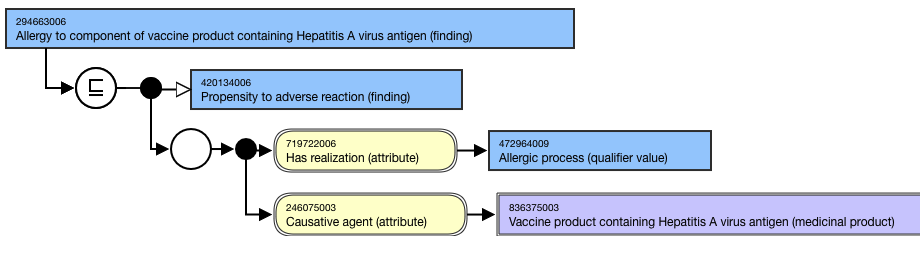 294663006
Allergy to component of vaccine product containing Hepatitis A virus antigen (finding)
⊑
420134006
Propensity to adverse reaction (finding)
719722006
Has realization (attribute)
472964009
Allergic process (qualifier value)
246075003
Causative agent (attribute)
836375003
Vaccine product containing Hepatitis A virus antigen (medicinal product)